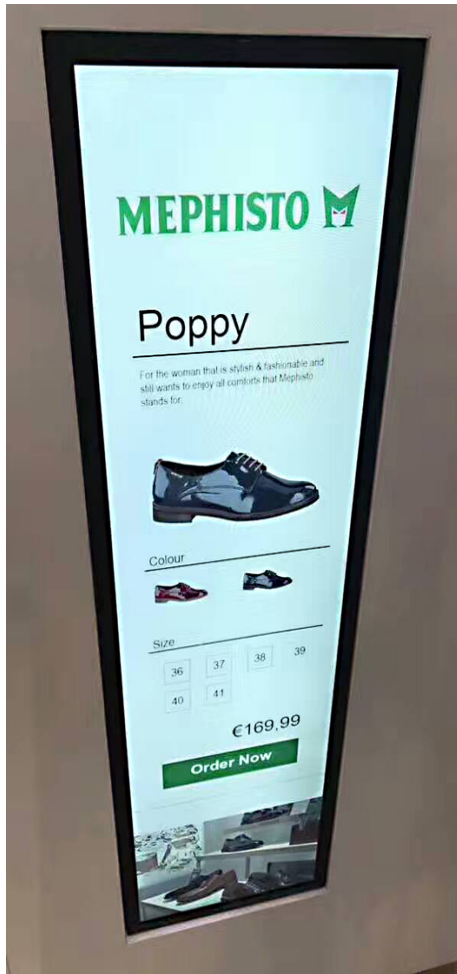 MEPHISTO
Poppy
For the woman that is stylish & fashionable and
still wants to enjoy all comforts that Mephisto
stands for.
Colour
Size
36 37 38 39
40 41
€169,99
Order Now